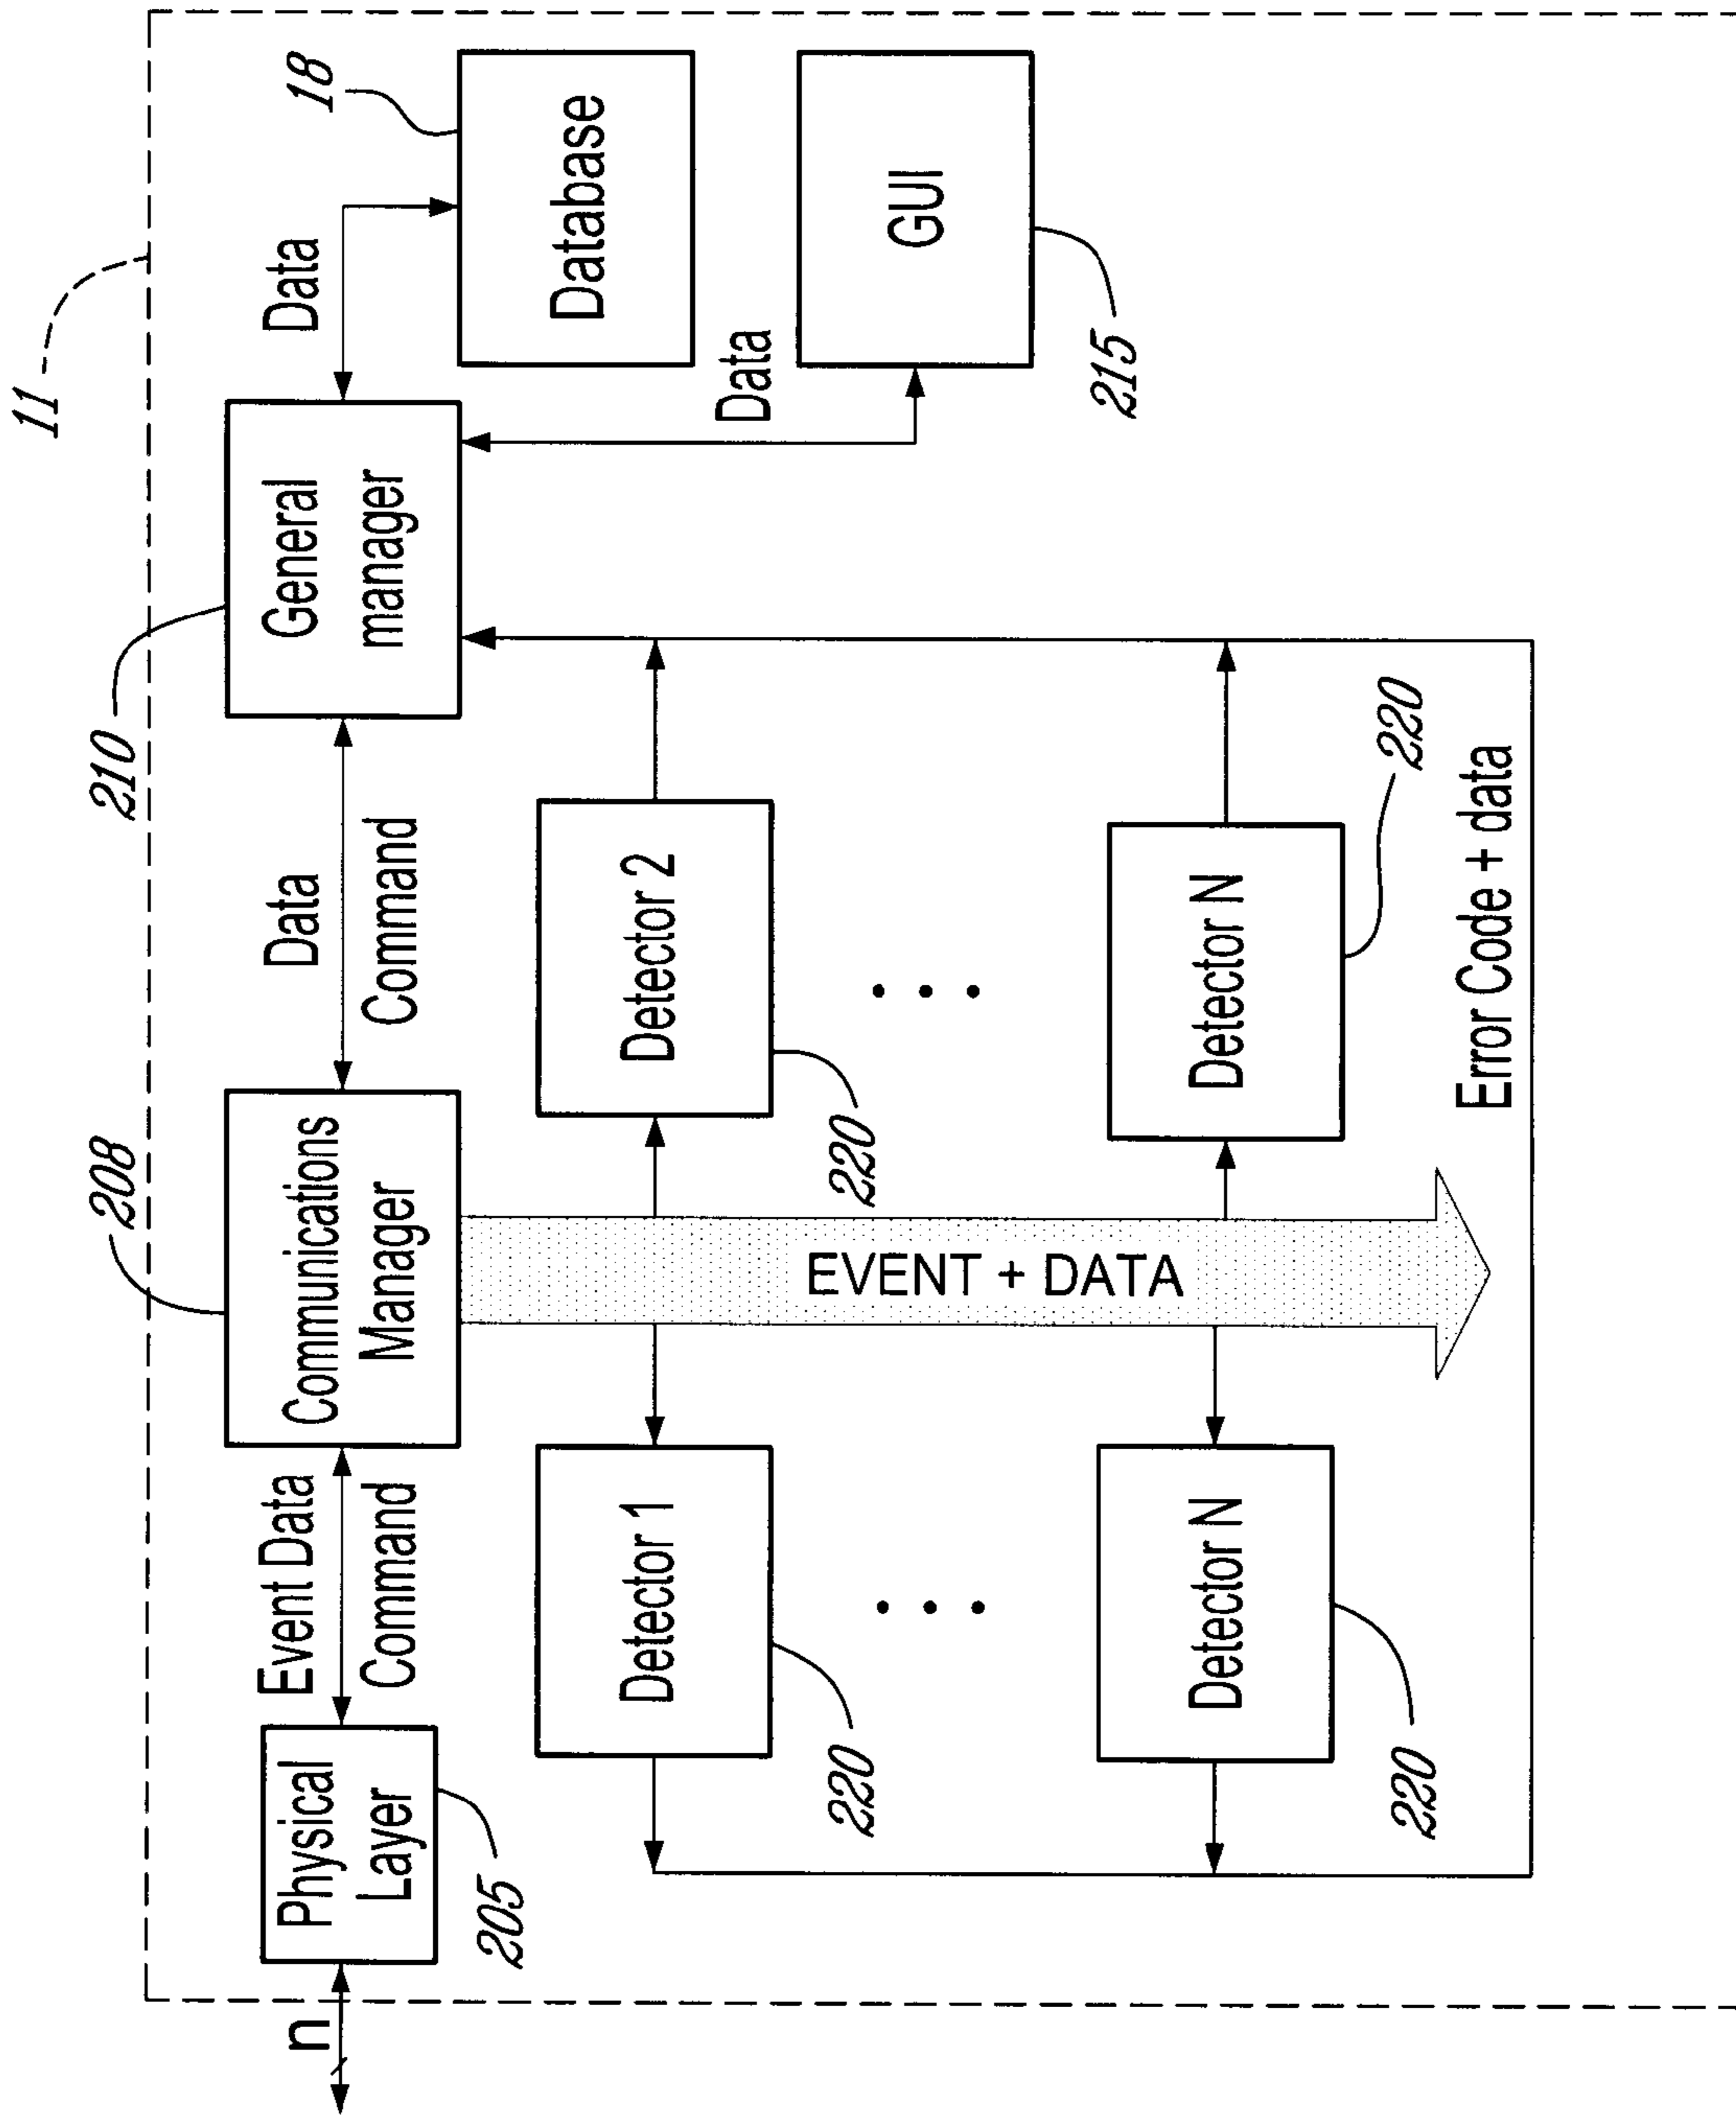 11
n
Physical
Layer
205
Event Data
Command
208
Communications
Manager
Data
Command
210
General
manager
Data
18
Database
Data
GUI
215
Detector 1
220
Detector 2
220
EVENT + DATA
Detector N
220
Detector N
220
Error Code + data